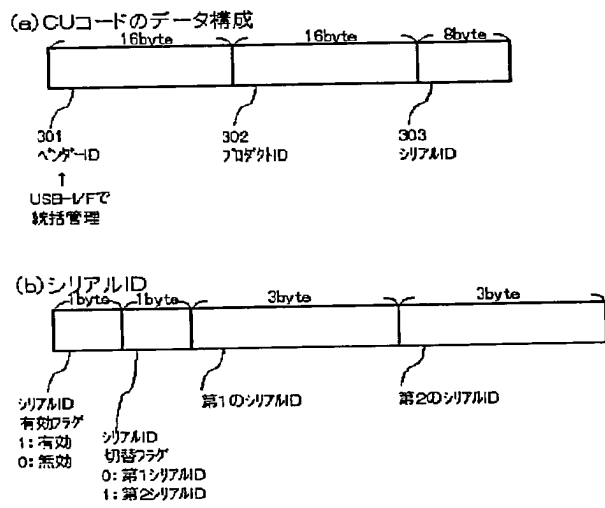 (a)CUコードのデータ構成
16byte 16byte 8byte
301 302 303
ベンダーID プロダクトID シリアルID
↑
USB-I/Fで
統括管理
(b)シリアルID
1byte 1byte 3byte 3byte
シリアルID
有効フラグ
1:有効
0:無効
シリアルID
切替フラグ
0:第1シリアルID
1:第2シリアルID
第1のシリアルID 第2のシリアルID